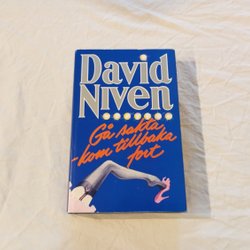 David
Niven
Gå sakta
kom tillbaka
fort